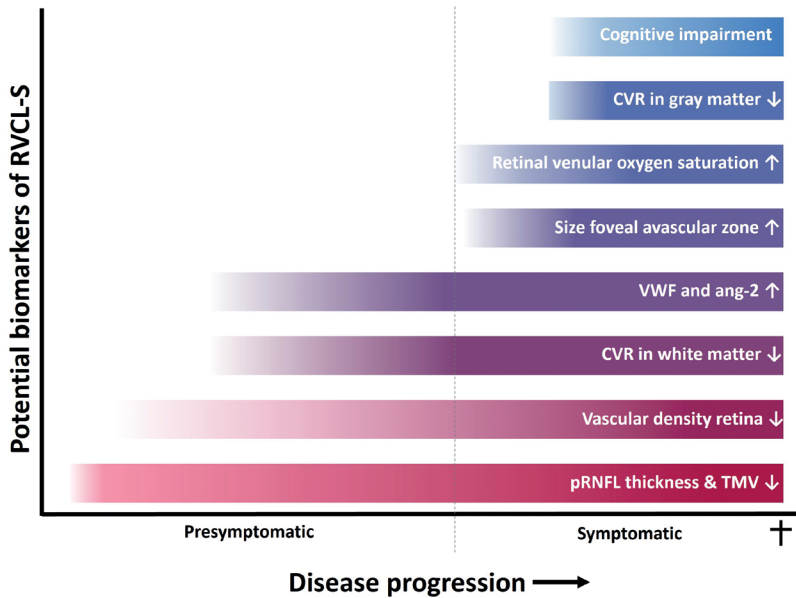 Potential biomarkers of RVCL-S
Cognitive impairment
CVR in gray matter ↓
Retinal venular oxygen saturation ↑
Size foveal avascular zone ↑
VWF and ang-2 ↑
CVR in white matter ↓
Vascular density retina ↓
pRNFL thickness & TMV ↓
Presymptomatic
Symptomatic
†
Disease progression →